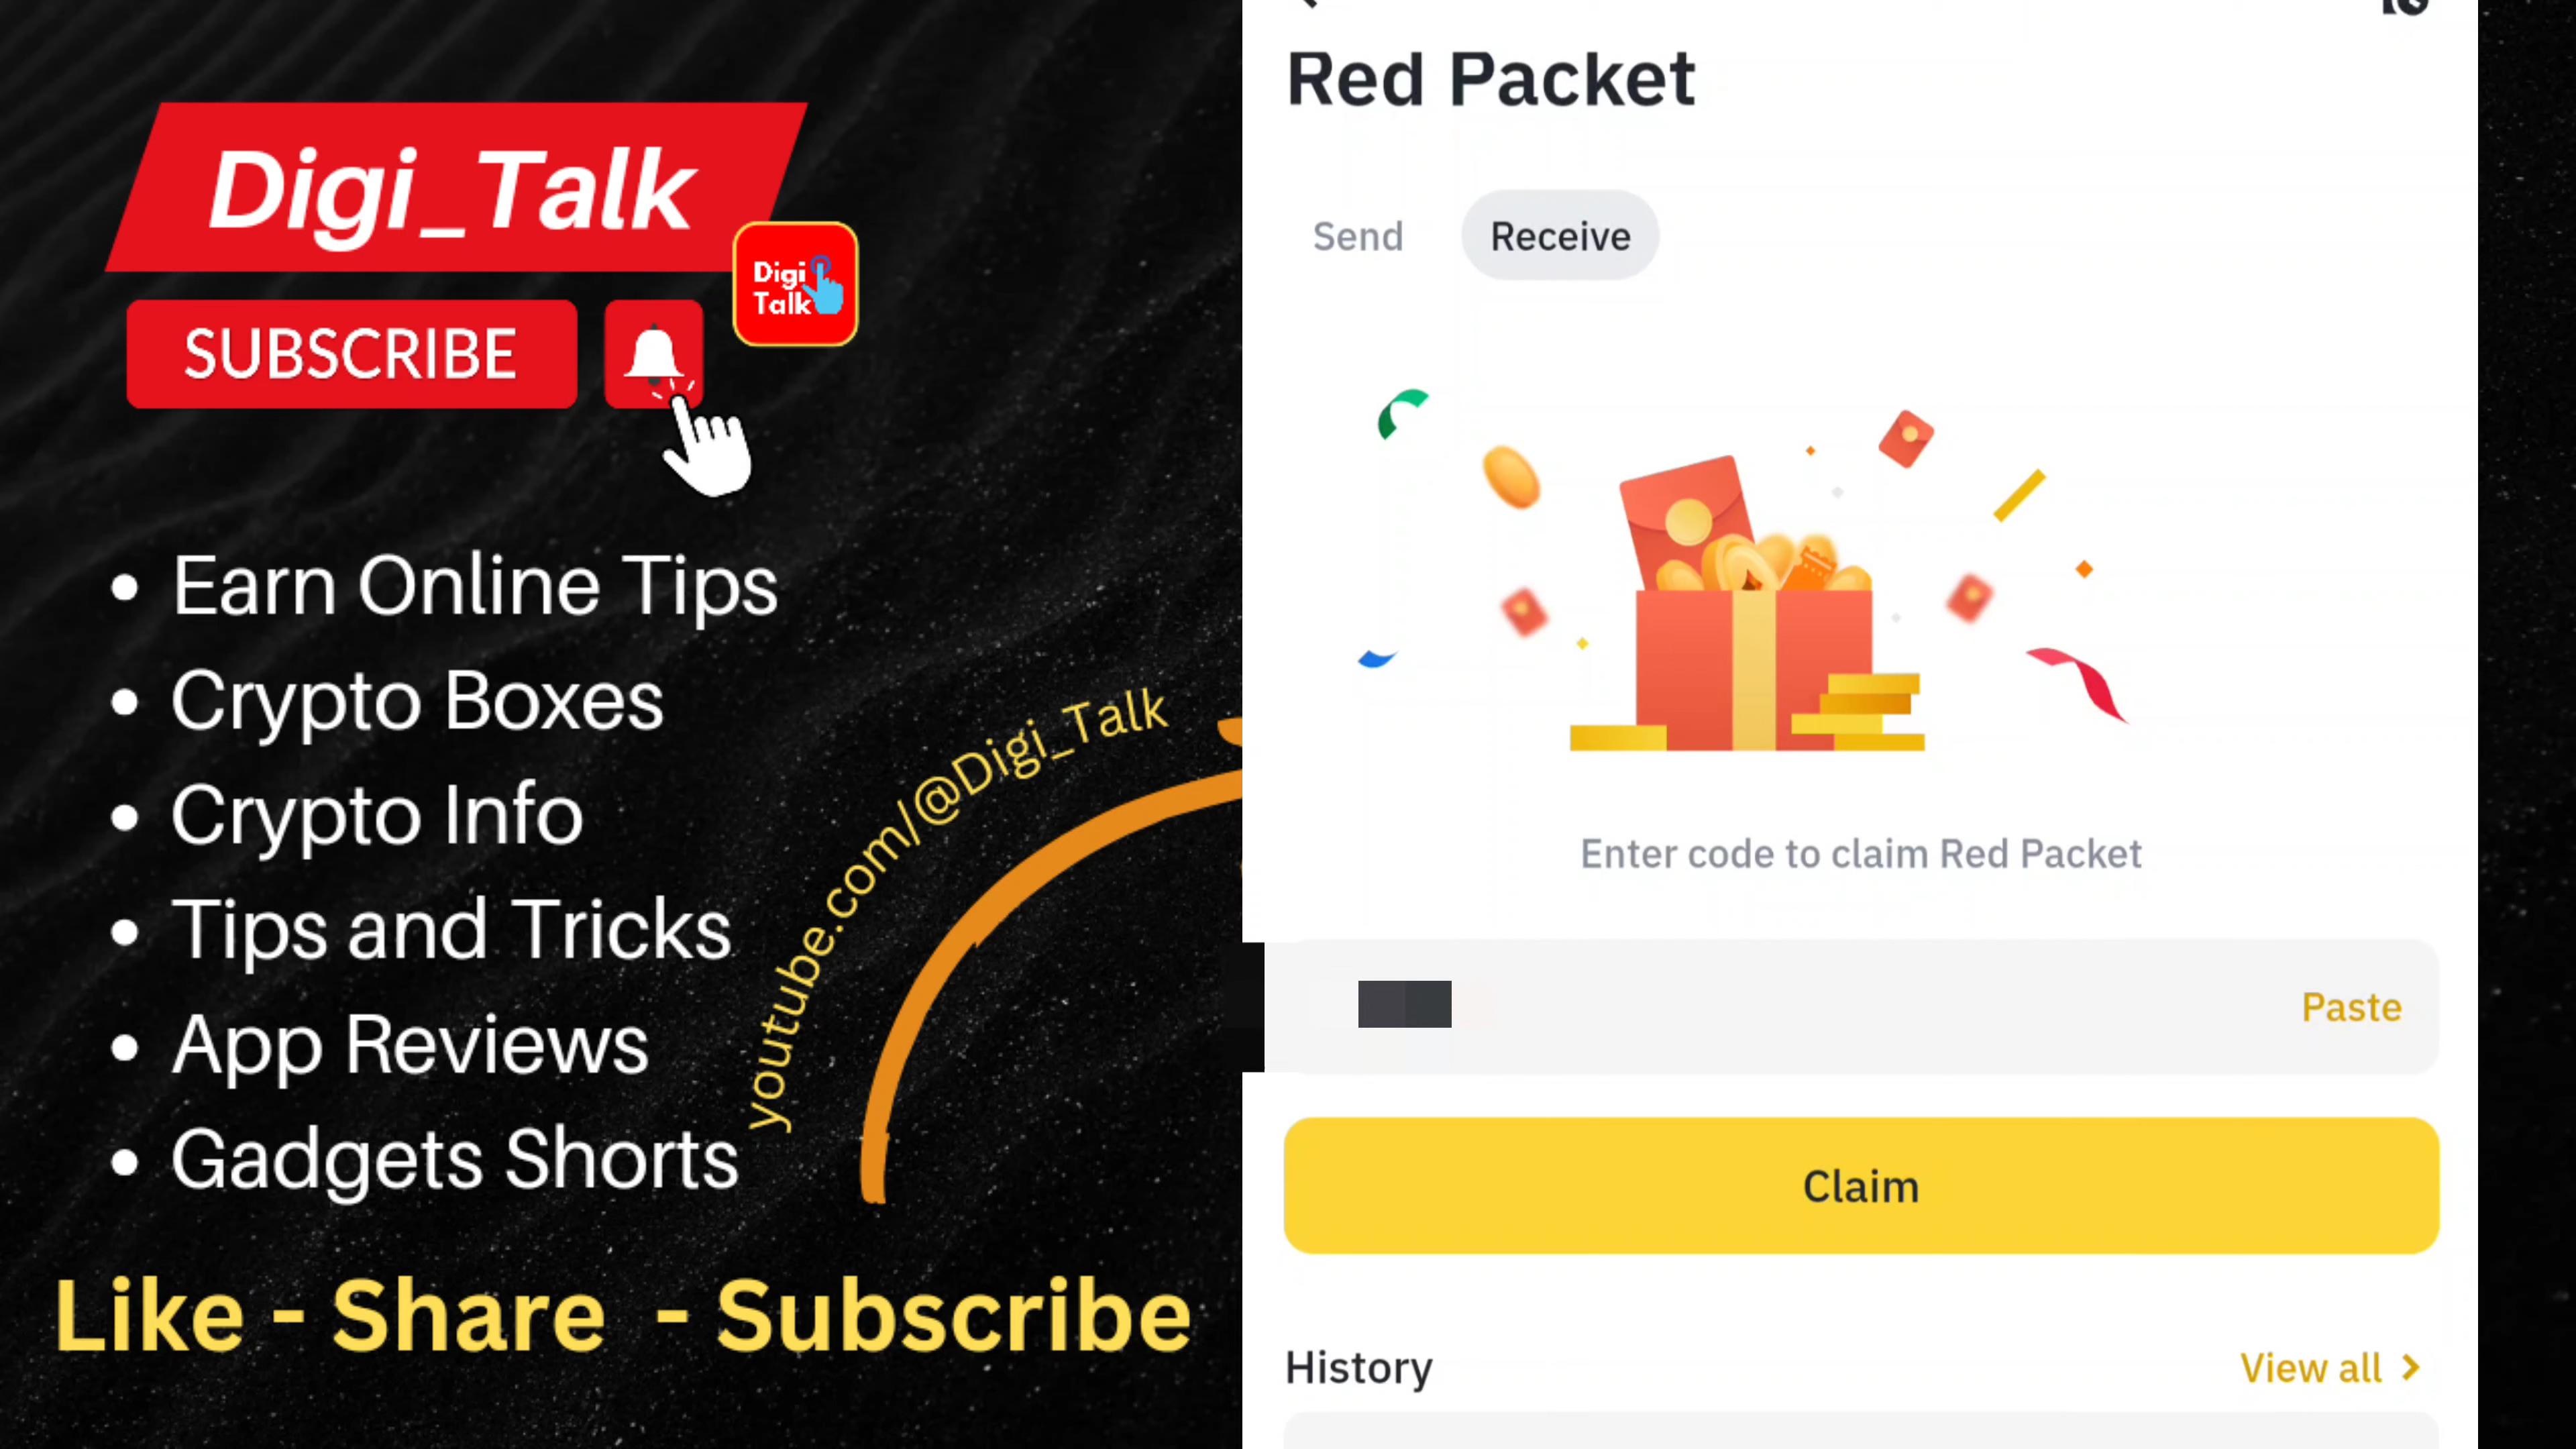 Digi_Talk
Digi
Talk
SUBSCRIBE
• Earn Online Tips
• Crypto Boxes
• Crypto Info
• Tips and Tricks
• App Reviews
• Gadgets Shorts
youtube.com/@Digi_Talk
Like - Share - Subscribe
Red Packet
Send Receive
Enter code to claim Red Packet
Paste
Claim
History View all >